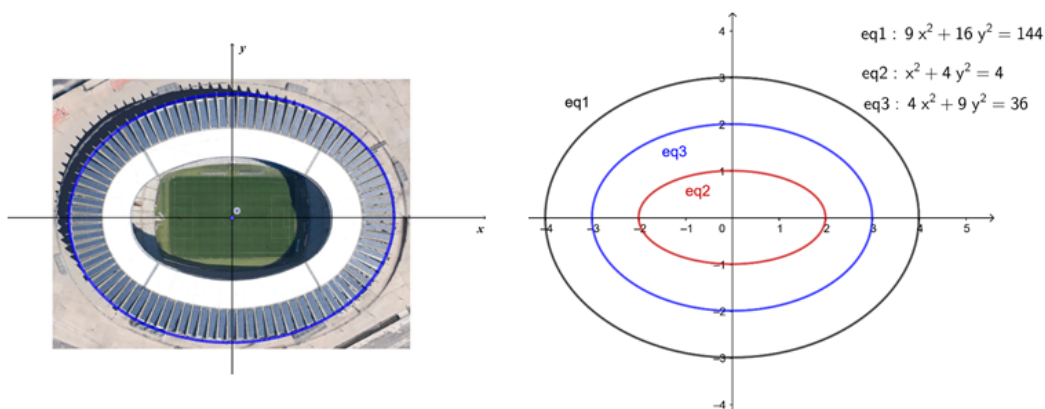 y
x
eq1 : 9 x² + 16 y² = 144
eq2 : x² + 4 y² = 4
eq3 : 4 x² + 9 y² = 36
eq1
eq3
eq2
4
3
2
1
−4 −3 −2 −1 0 1 2 3 4 5
−1
−2
−3
−4